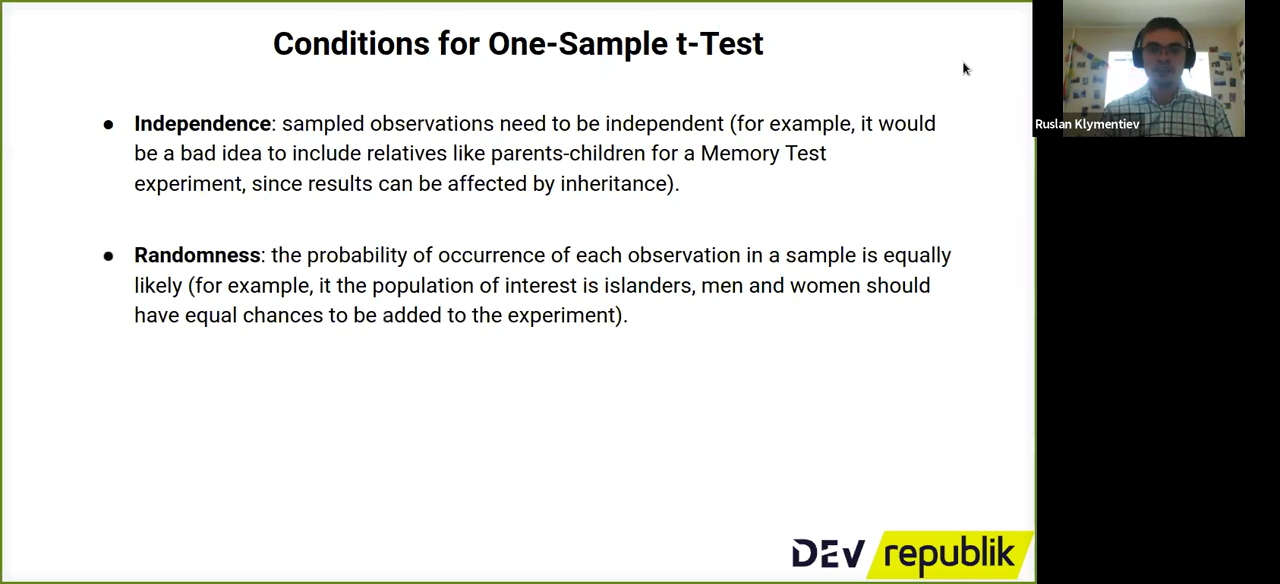 Conditions for One-Sample t-Test
● Independence: sampled observations need to be independent (for example, it would
be a bad idea to include relatives like parents-children for a Memory Test
experiment, since results can be affected by inheritance).
● Randomness: the probability of occurrence of each observation in a sample is equally
likely (for example, it the population of interest is islanders, men and women should
have equal chances to be added to the experiment).
Ruslan Klymentiev
DEV republik